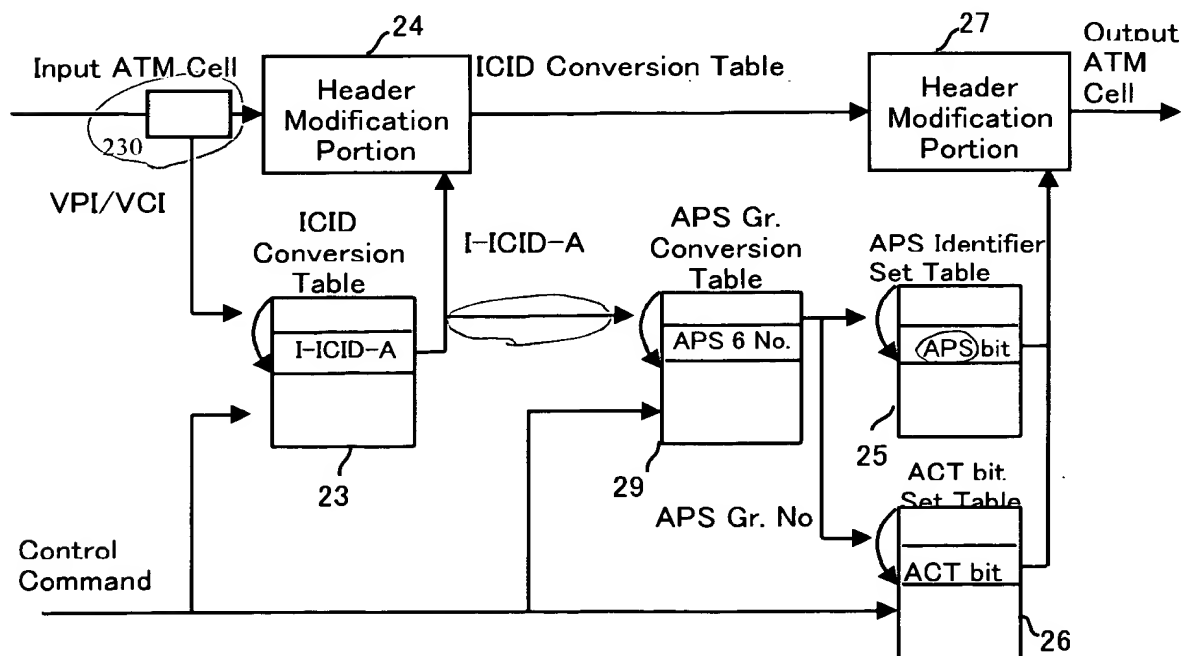 24
27
Input ATM Cell
Header
Modification
Portion
ICID Conversion Table
Header
Modification
Portion
Output
ATM
Cell
230
VPI/VCI
ICID
Conversion
Table
I-ICID-A
APS Gr.
Conversion
Table
APS Identifier
Set Table
I-ICID-A
APS 6 No.
APS bit
23
29
25
APS Gr. No
ACT bit
Set Table
ACT bit
26
Control
Command